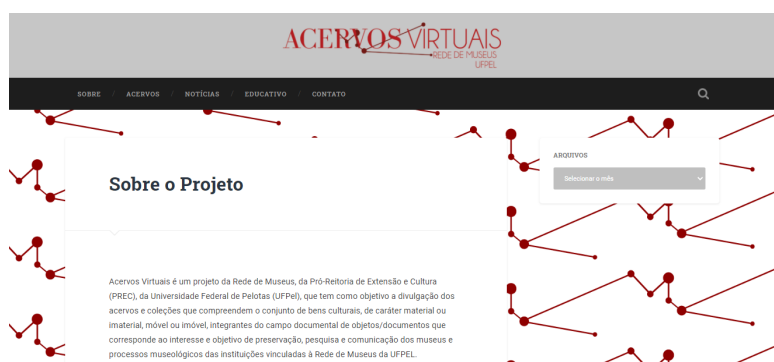 ACERVOS VIRTUAIS
REDE DE MUSEUS
UFPEL
SOBRE / ACERVOS / NOTÍCIAS / EDUCATIVO / CONTATO
ARQUIVOS
Selecionar o mês
Sobre o Projeto
Acervos Virtuais é um projeto da Rede de Museus, da Pró-Reitoria de Extensão e Cultura
(PREC), da Universidade Federal de Pelotas (UFPel), que tem como objetivo a divulgação dos
acervos e coleções que compreendem o conjunto de bens culturais, de caráter material ou
imaterial, móvel ou imóvel, integrantes do campo documental de objetos/documentos que
corresponde ao interesse e objetivo de preservação, pesquisa e comunicação dos museus e
processos museológicos das instituições vinculadas à Rede de Museus da UFPEL.